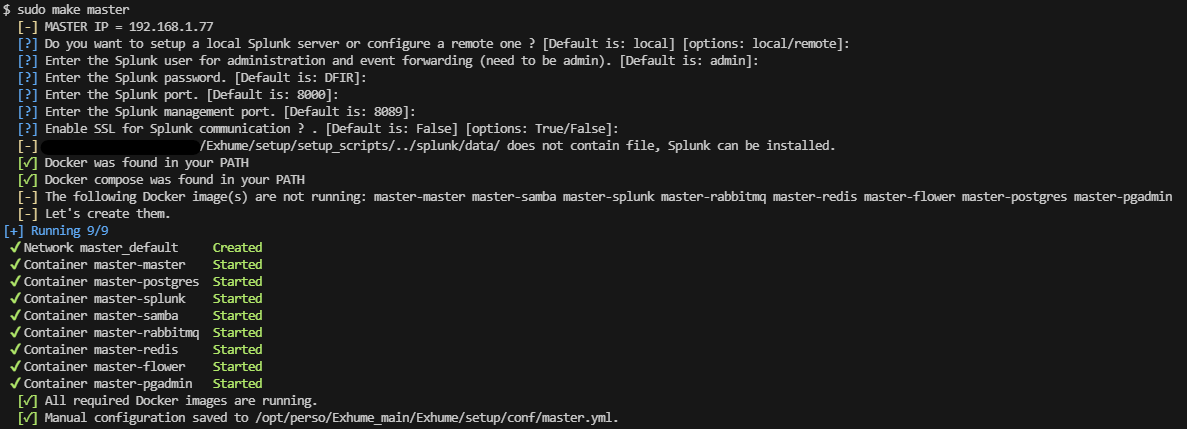 $ sudo make master
[-] MASTER IP = 192.168.1.77
[?] Do you want to setup a local Splunk server or configure a remote one ? [Default is: local] [options: local/remote]:
[?] Enter the Splunk user for administration and event forwarding (need to be admin). [Default is: admin]:
[?] Enter the Splunk password. [Default is: DFIR]:
[?] Enter the Splunk port. [Default is: 8000]:
[?] Enter the Splunk management port. [Default is: 8089]:
[?] Enable SSL for Splunk communication ? . [Default is: False] [options: True/False]:
[-] /Exhume/setup/setup_scripts/../splunk/data/ does not contain file, Splunk can be installed.
[✓] Docker was found in your PATH
[✓] Docker compose was found in your PATH
[-] The following Docker image(s) are not running: master-master master-samba master-splunk master-rabbitmq master-redis master-flower master-postgres master-pgadmin
[-] Let's create them.
[+] Running 9/9
✓ Network master_default Created
✓ Container master-master Started
✓ Container master-postgres Started
✓ Container master-splunk Started
✓ Container master-samba Started
✓ Container master-rabbitmq Started
✓ Container master-redis Started
✓ Container master-flower Started
✓ Container master-pgadmin Started
[✓] All required Docker images are running.
[✓] Manual configuration saved to /opt/perso/Exhume_main/Exhume/setup/conf/master.yml.